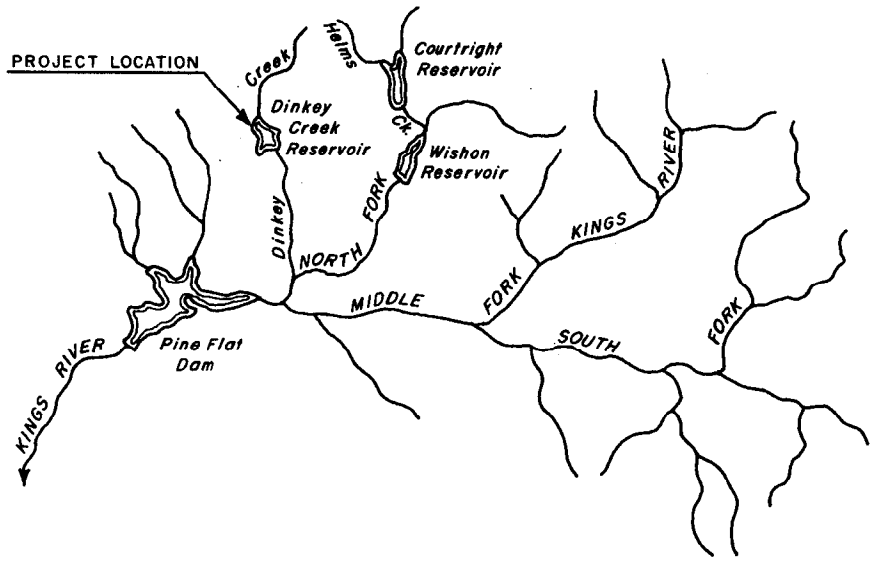 PROJECT LOCATION
Creek
Helms
Courtright
Reservoir
Dinkey
Creek
Reservoir
Ck.
Wishon
Reservoir
Dinkey
NORTH FORK
KINGS RIVER
MIDDLE FORK
SOUTH FORK
Pine Flat
Dam
KINGS RIVER